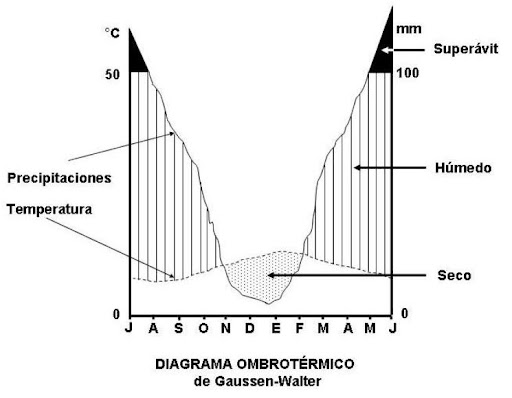 °C
mm
Superávit
50
100
Precipitaciones
Húmedo
Temperatura
Seco
0
0
J A S O N D E F M A M J
DIAGRAMA OMBROTÉRMICO
de Gaussen-Walter